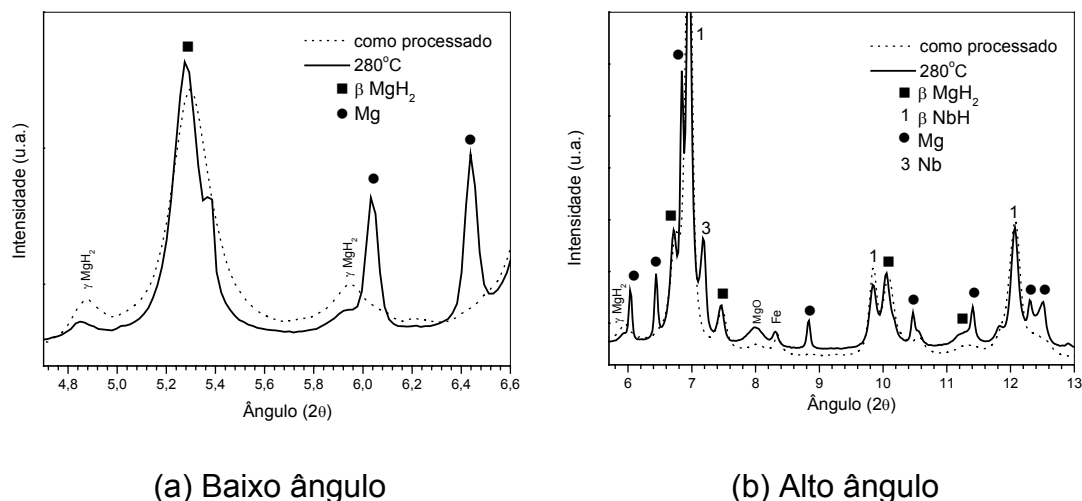 como processado
280°C
■ β MgH₂
● Mg
Intensidade (u.a.)
γ MgH₂
γ MgH₂
4,8 5,0 5,2 5,4 5,6 5,8 6,0 6,2 6,4 6,6
Ângulo (2θ)
(a) Baixo ângulo
como processado
280°C
■ β MgH₂
1 β NbH
● Mg
3 Nb
Intensidade (u.a.)
1
3
γ MgH₂
MgO
Fe
1
1
6 7 8 9 10 11 12 13
Ângulo (2θ)
(b) Alto ângulo